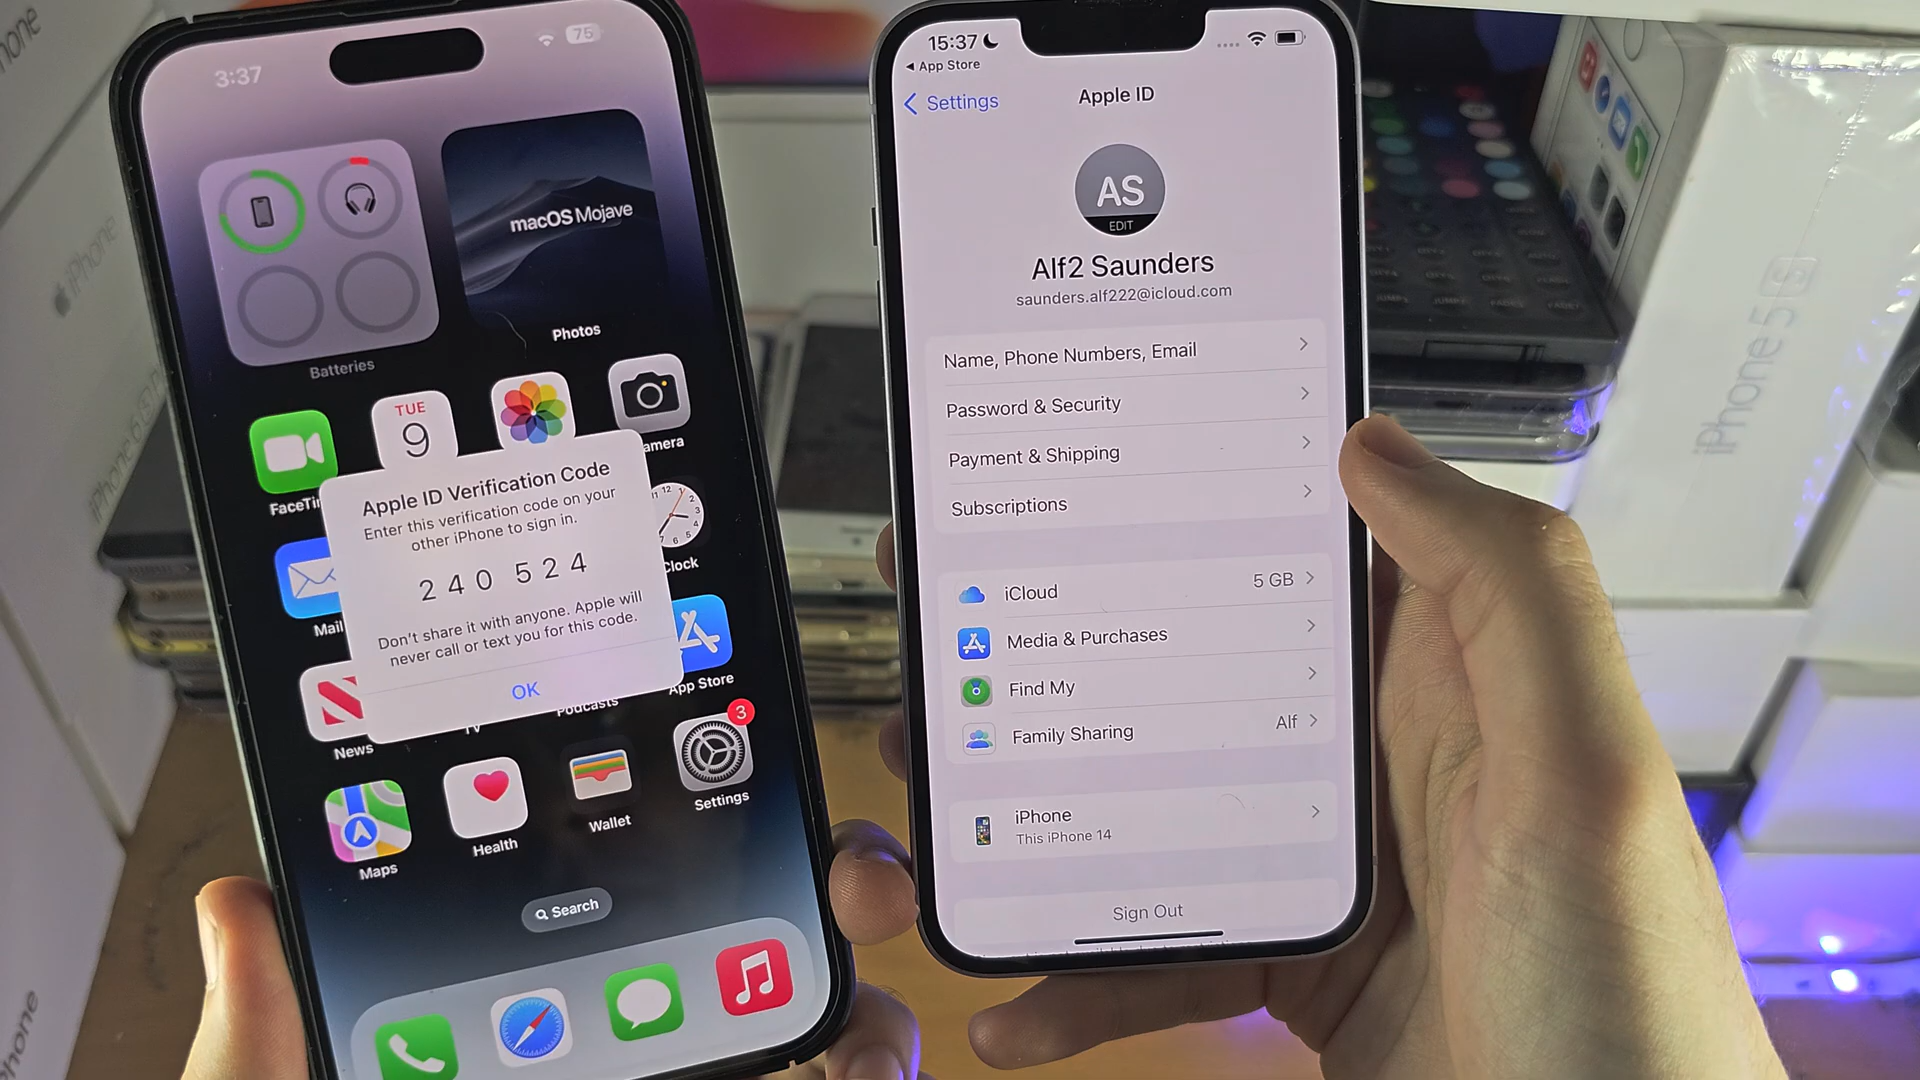 3:37
75
macOS Mojave
Batteries
Photos
TUE
9
FaceTi
amera
Apple ID Verification Code
Enter this verification code on your
other iPhone to sign in.
240 524
Don't share it with anyone. Apple will
never call or text you for this code.
OK
Mail
Clock
News
TV
Podcasts
App Store
3
Maps
Health
Wallet
Settings
Search
15:37
App Store
Settings
Apple ID
AS
EDIT
Alf2 Saunders
saunders.alf222@icloud.com
Name, Phone Numbers, Email
Password & Security
Payment & Shipping
Subscriptions
iCloud
5 GB
Media & Purchases
Find My
Family Sharing
Alf
iPhone
This iPhone 14
Sign Out
iPhone
iPhone 5